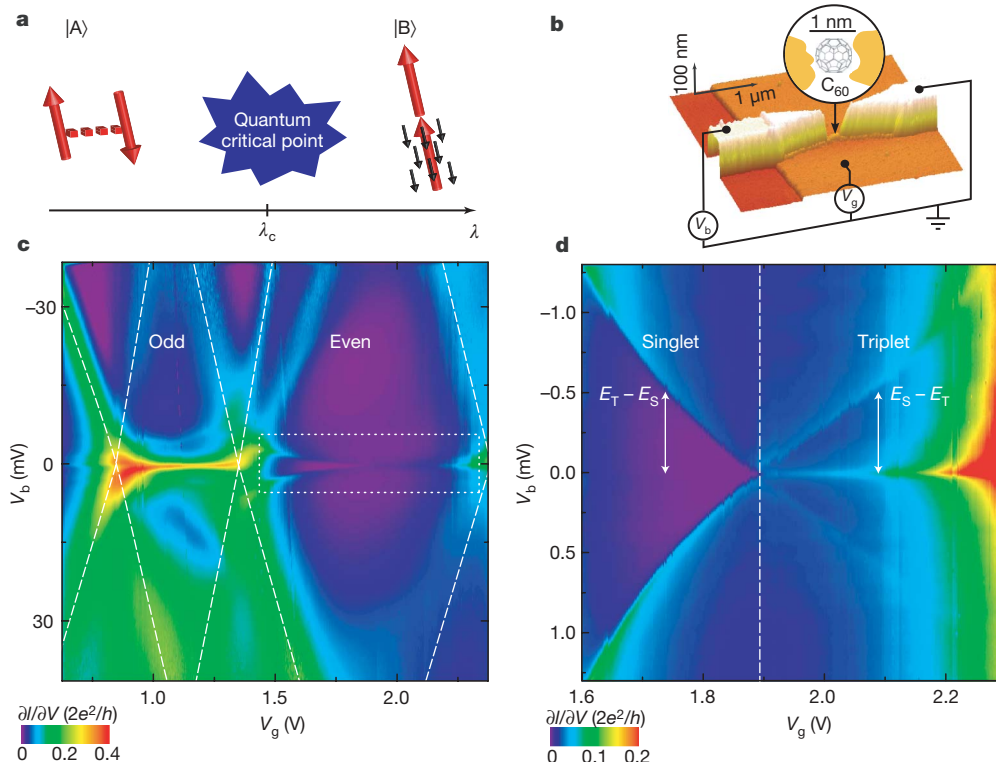 a
|A⟩
|B⟩
Quantum
critical point
λc
λ
b
1 nm
C60
100 nm
1 μm
Vb
Vg
c
Odd
Even
−30
0
30
Vb (mV)
1.0
1.5
2.0
Vg (V)
∂I/∂V (2e²/h)
0 0.2 0.4
d
Singlet
Triplet
ET – ES
ES – ET
−1.0
−0.5
0.0
0.5
1.0
Vb (mV)
1.6 1.8 2.0 2.2
Vg (V)
∂I/∂V (2e²/h)
0 0.1 0.2